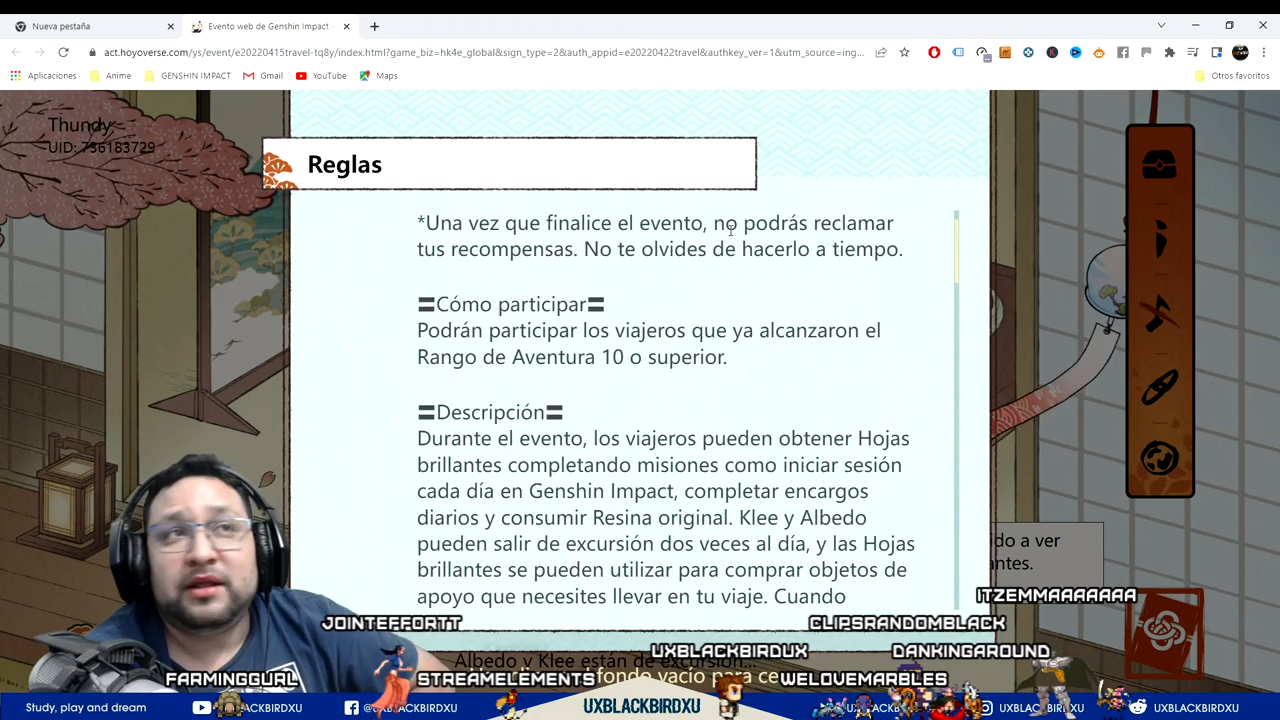 Nueva pestaña
Evento web de Genshin Impact
act.hoyoverse.com/ys/event/e20220415travel-tq8y/index.html?game_biz=hk4e_global&sign_type=2&auth_appid=e20220422travel&authkey_ver=1&utm_source=ing...
Aplicaciones Anime GENSHIN IMPACT Gmail YouTube Maps Otros favoritos
Thundy
UID: 736183729
Reglas
*Una vez que finalice el evento, no podrás reclamar
tus recompensas. No te olvides de hacerlo a tiempo.
〓Cómo participar〓
Podrán participar los viajeros que ya alcanzaron el
Rango de Aventura 10 o superior.
〓Descripción〓
Durante el evento, los viajeros pueden obtener Hojas
brillantes completando misiones como iniciar sesión
cada día en Genshin Impact, completar encargos
diarios y consumir Resina original. Klee y Albedo
pueden salir de excursión dos veces al día, y las Hojas
brillantes se pueden utilizar para comprar objetos de
apoyo que necesites llevar en tu viaje. Cuando
ido a ver
antes.
ITZEMMAAAAAAA
JOINTEFFORTT
CLIPSRANDOMBLACK
UXBLACKBIRDUX
DANKINGAROUND
Albedo y Klee están de excursión...
fondo vacío para ce
FARMINGGURL
STREAMELEMENTS
WELOVEMARBLES
Study, play and dream
UXBLACKBIRDXU